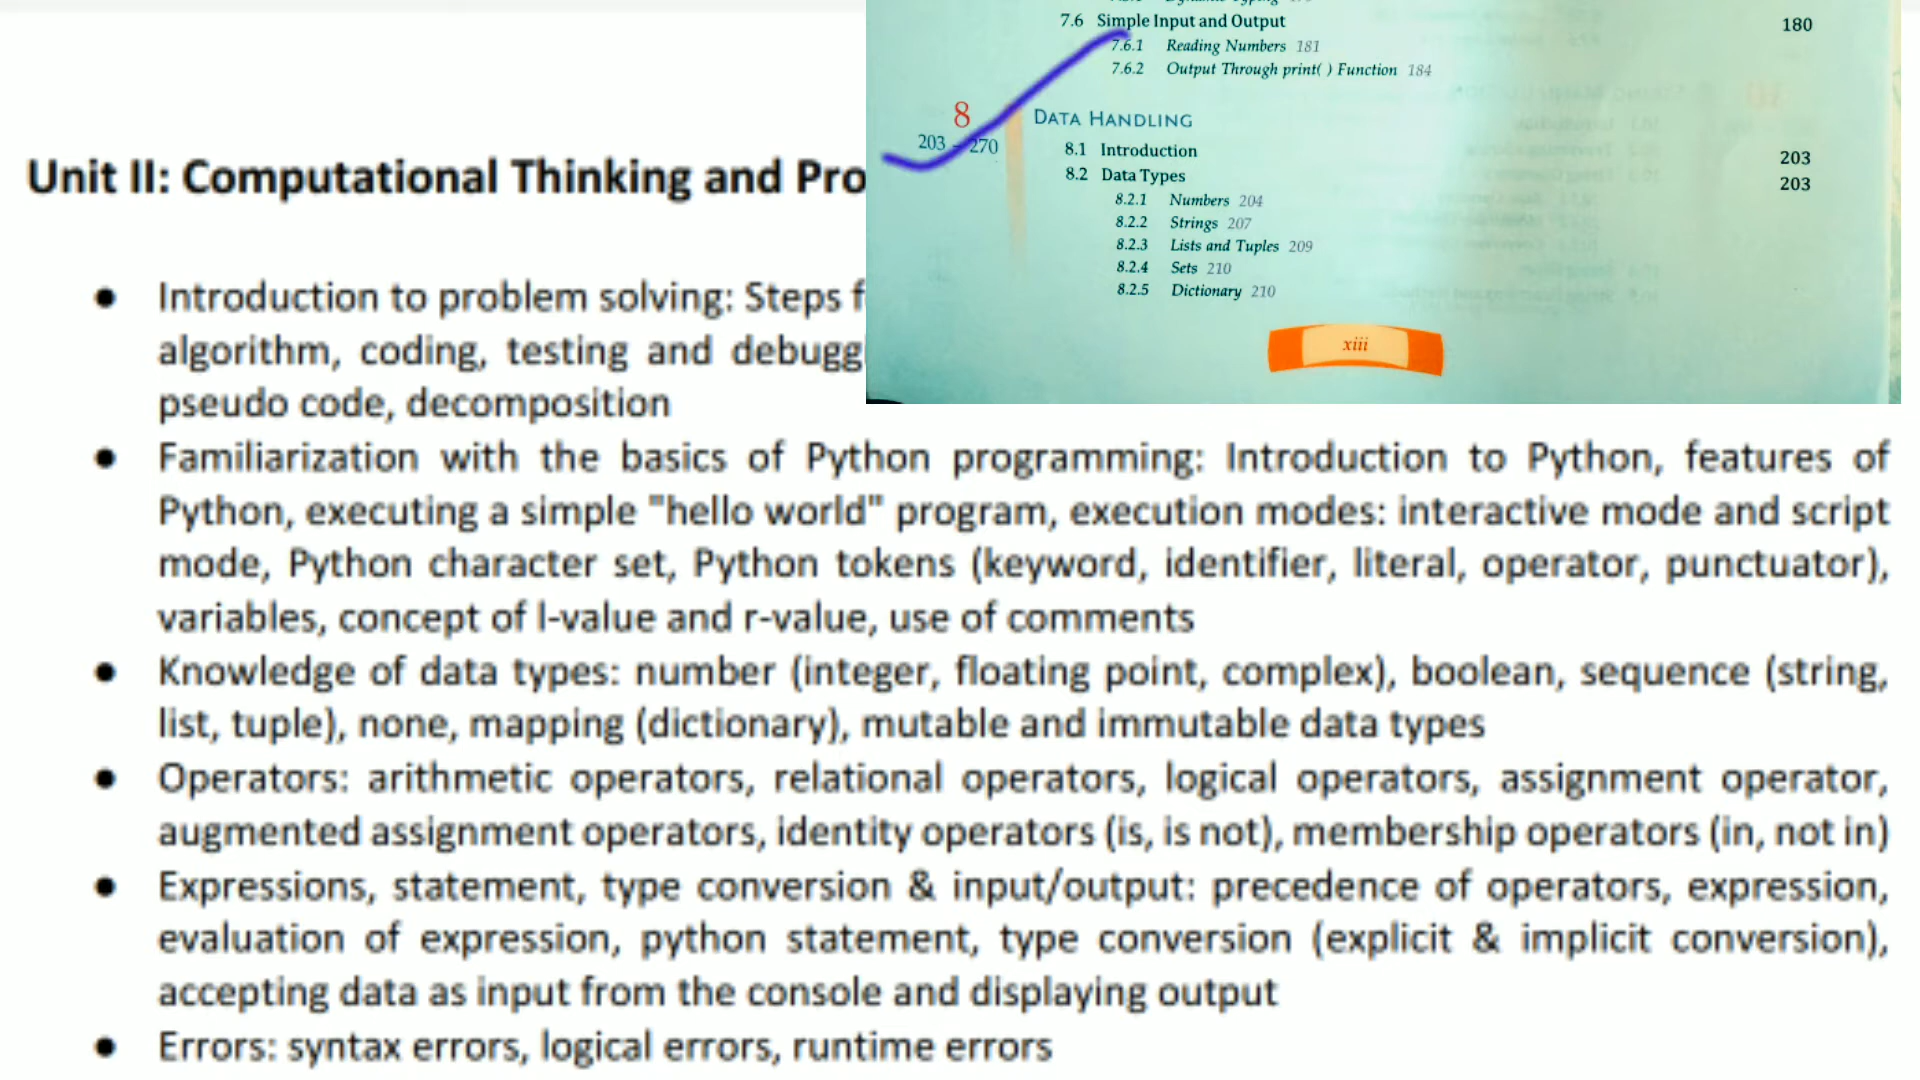 7.6 Simple Input and Output 180
7.6.1 Reading Numbers 181
7.6.2 Output Through print( ) Function 184
8
203 – 270
DATA HANDLING
8.1 Introduction 203
8.2 Data Types 203
8.2.1 Numbers 204
8.2.2 Strings 207
8.2.3 Lists and Tuples 209
8.2.4 Sets 210
8.2.5 Dictionary 210
xiii
Unit II: Computational Thinking and Pro
● Introduction to problem solving: Steps f
algorithm, coding, testing and debugg
pseudo code, decomposition
● Familiarization with the basics of Python programming: Introduction to Python, features of
Python, executing a simple "hello world" program, execution modes: interactive mode and script
mode, Python character set, Python tokens (keyword, identifier, literal, operator, punctuator),
variables, concept of l-value and r-value, use of comments
● Knowledge of data types: number (integer, floating point, complex), boolean, sequence (string,
list, tuple), none, mapping (dictionary), mutable and immutable data types
● Operators: arithmetic operators, relational operators, logical operators, assignment operator,
augmented assignment operators, identity operators (is, is not), membership operators (in, not in)
● Expressions, statement, type conversion & input/output: precedence of operators, expression,
evaluation of expression, python statement, type conversion (explicit & implicit conversion),
accepting data as input from the console and displaying output
● Errors: syntax errors, logical errors, runtime errors